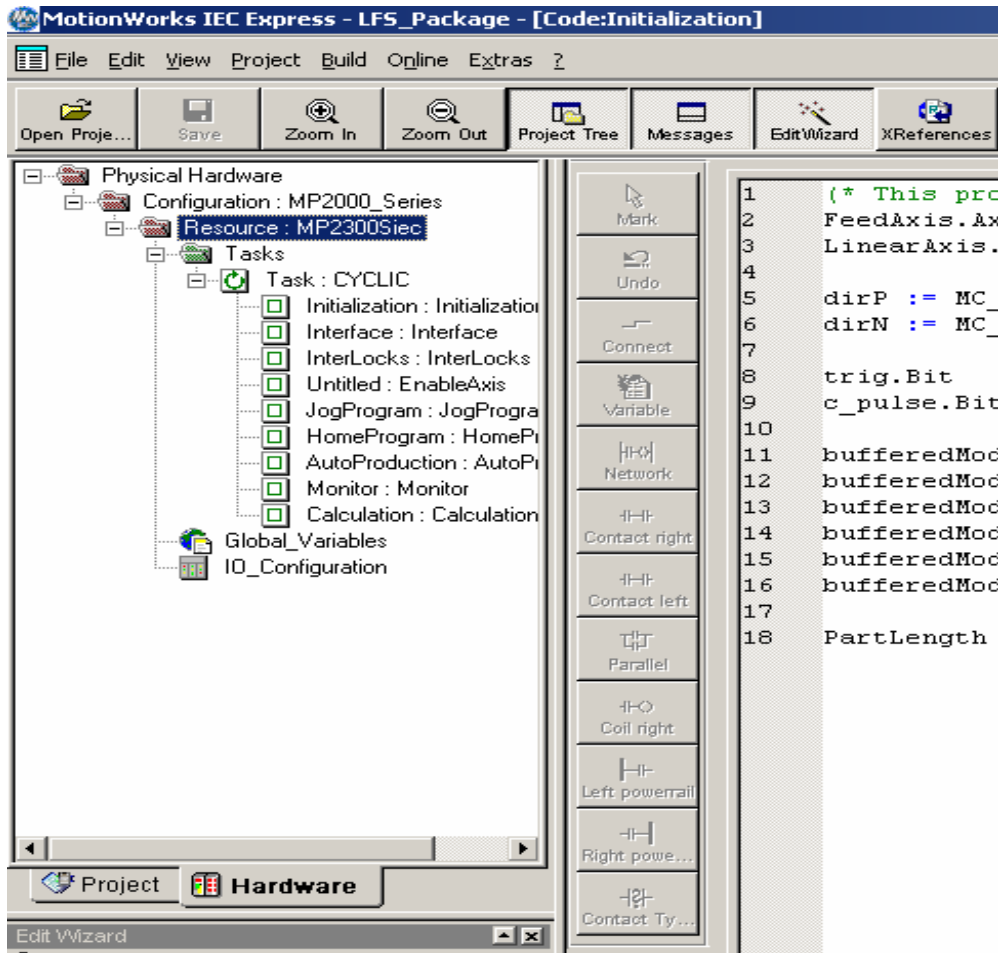 MotionWorks IEC Express - LFS_Package - [Code:Initialization]
File Edit View Project Build Online Extras ?
Open Proje... Save Zoom In Zoom Out Project Tree Messages Edit Wizard XReferences
Physical Hardware
Configuration : MP2000_Series
Resource : MP2300Siec
Tasks
Task : CYCLIC
Initialization : Initialization
Interface : Interface
InterLocks : InterLocks
Untitled : EnableAxis
JogProgram : JogProgra
HomeProgram : HomePr
AutoProduction : AutoPr
Monitor : Monitor
Calculation : Calculation
Global_Variables
IO_Configuration
Project Hardware
Edit Wizard
Mark
Undo
Connect
Variable
Network
Contact right
Contact left
Parallel
Coil right
Left powerrail
Right powe...
Contact Ty...
1 (* This pro
2 FeedAxis.Ax
3 LinearAxis.
4
5 dirP := MC_
6 dirN := MC_
7
8 trig.Bit
9 c_pulse.Bit
10
11 bufferedMod
12 bufferedMod
13 bufferedMod
14 bufferedMod
15 bufferedMod
16 bufferedMod
17
18 PartLength